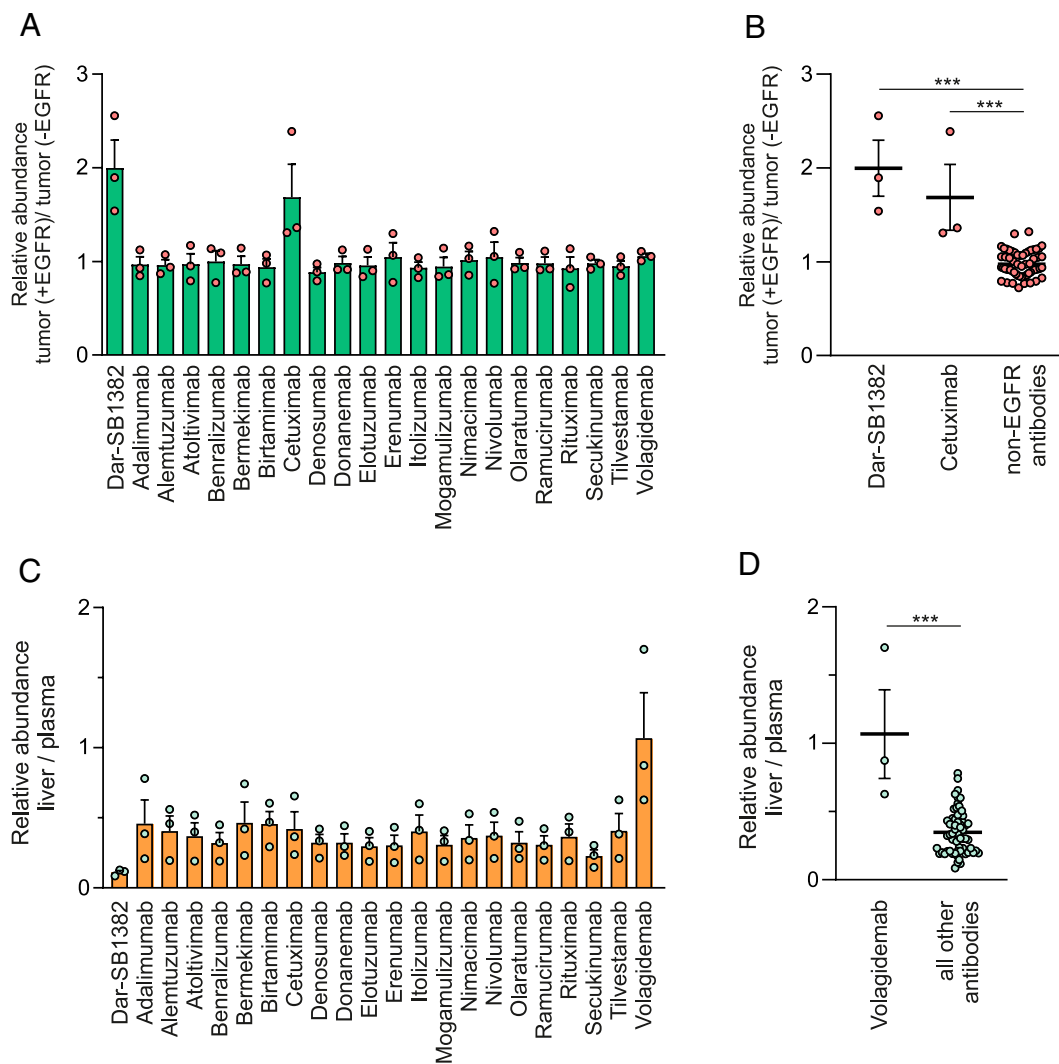 A
Relative abundance
tumor (+EGFR)/ tumor (-EGFR)
3
2
1
0
Dar-SB1382
Adalimumab
Alemtuzumab
Atoltivimab
Benralizumab
Bermekimab
Birtamimab
Cetuximab
Denosumab
Donanemab
Elotuzumab
Erenumab
Itolizumab
Mogamulizumab
Nimacimab
Nivolumab
Olaratumab
Ramucirumab
Rituximab
Secukinumab
Tilvestamab
Volagidemab
B
Relative abundance
tumor (+EGFR)/ tumor (-EGFR)
3
2
1
0
***
***
Dar-SB1382
Cetuximab
non-EGFR
antibodies
C
Relative abundance
liver / plasma
2
1
0
Dar-SB1382
Adalimumab
Alemtuzumab
Atoltivimab
Benralizumab
Bermekimab
Birtamimab
Cetuximab
Denosumab
Donanemab
Elotuzumab
Erenumab
Itolizumab
Mogamulizumab
Nimacimab
Nivolumab
Olaratumab
Ramucirumab
Rituximab
Secukinumab
Tilvestamab
Volagidemab
D
Relative abundance
liver / plasma
2
1
0
***
Volagidemab
all other
antibodies